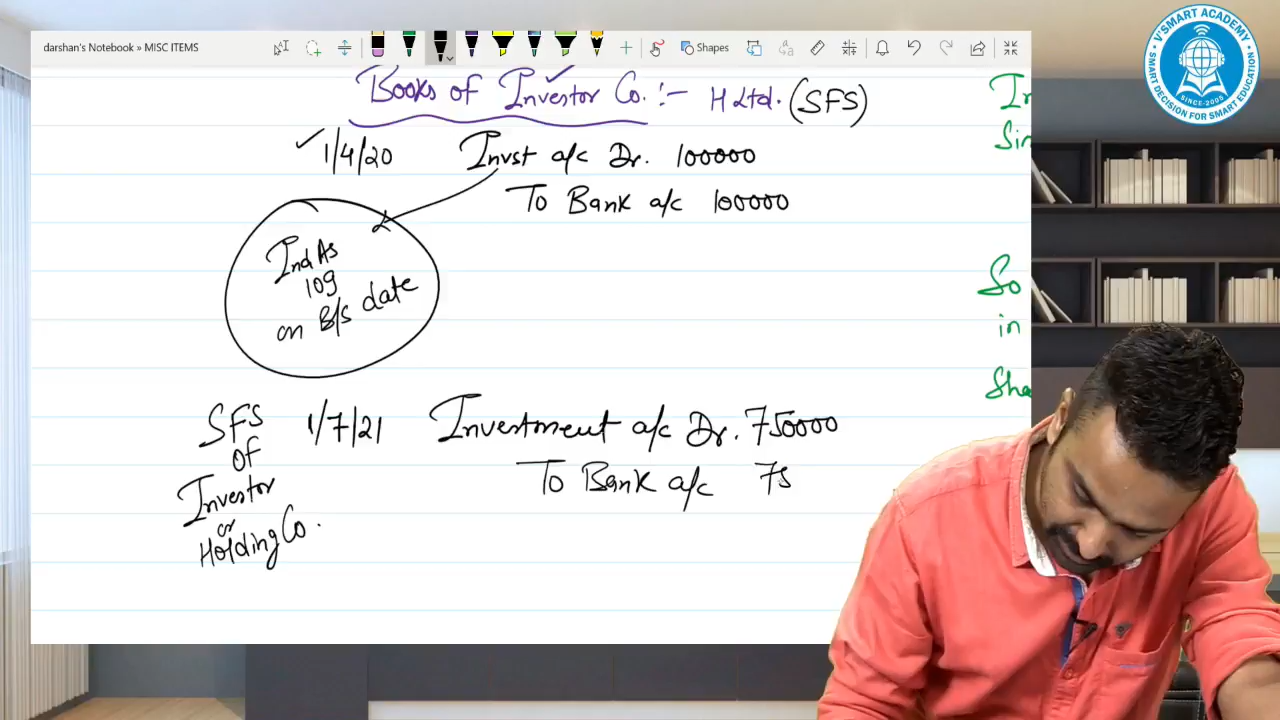 darshan's Notebook » MISC ITEMS
Shapes
Books of Investor Co. :- H Ltd. (SFS)
1/4/20 Invst a/c Dr. 100000
To Bank a/c 100000
Ind As
109
on B/S date
SFS
of
Investor
or
Holding Co.
1/7/21 Investment a/c Dr. 750000
To Bank a/c 75
So
in
V'SMART ACADEMY
SINCE-2005
SMART DECISION FOR SMART EDUCATION